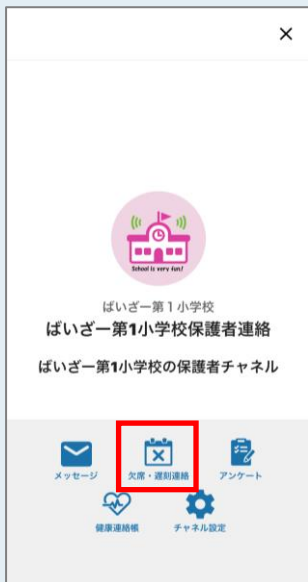 School is very fun!
ばいざー第1小学校
ばいざー第1小学校保護者連絡
ばいざー第1小学校の保護者チャネル
メッセージ
欠席・遅刻連絡
アンケート
健康連絡帳
チャネル設定